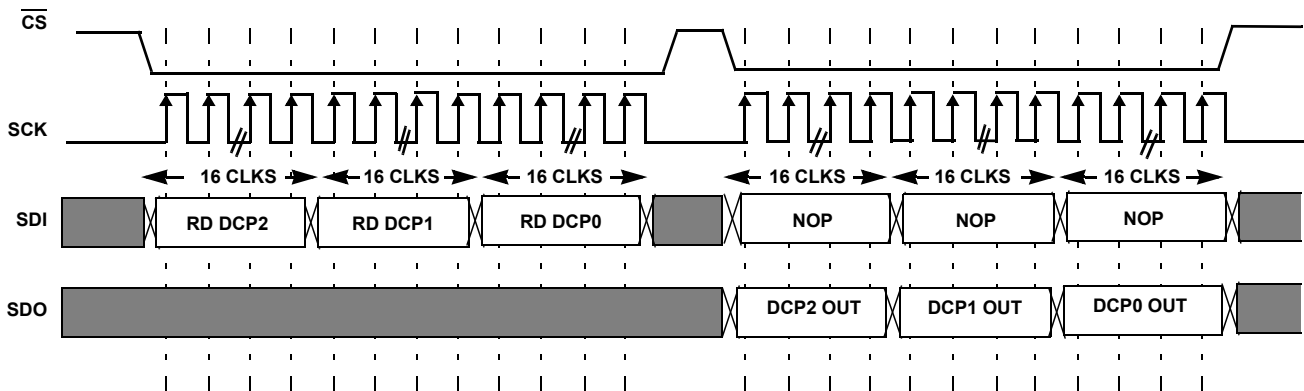 CS
SCK
16 CLKS 16 CLKS 16 CLKS 16 CLKS 16 CLKS 16 CLKS
SDI RD DCP2 RD DCP1 RD DCP0 NOP NOP NOP
SDO DCP2 OUT DCP1 OUT DCP0 OUT